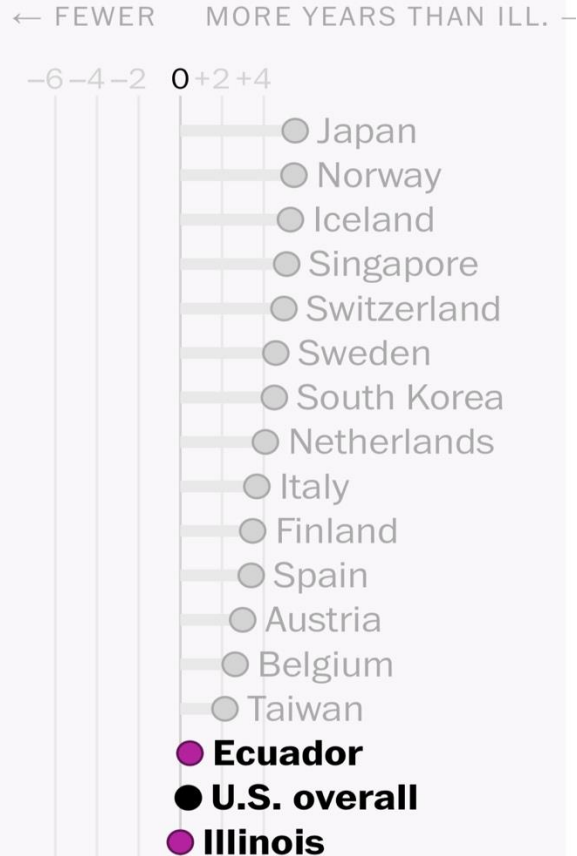 ← FEWER MORE YEARS THAN ILL. –
–6 –4 –2 0 +2 +4
Japan
Norway
Iceland
Singapore
Switzerland
Sweden
South Korea
Netherlands
Italy
Finland
Spain
Austria
Belgium
Taiwan
Ecuador
U.S. overall
Illinois